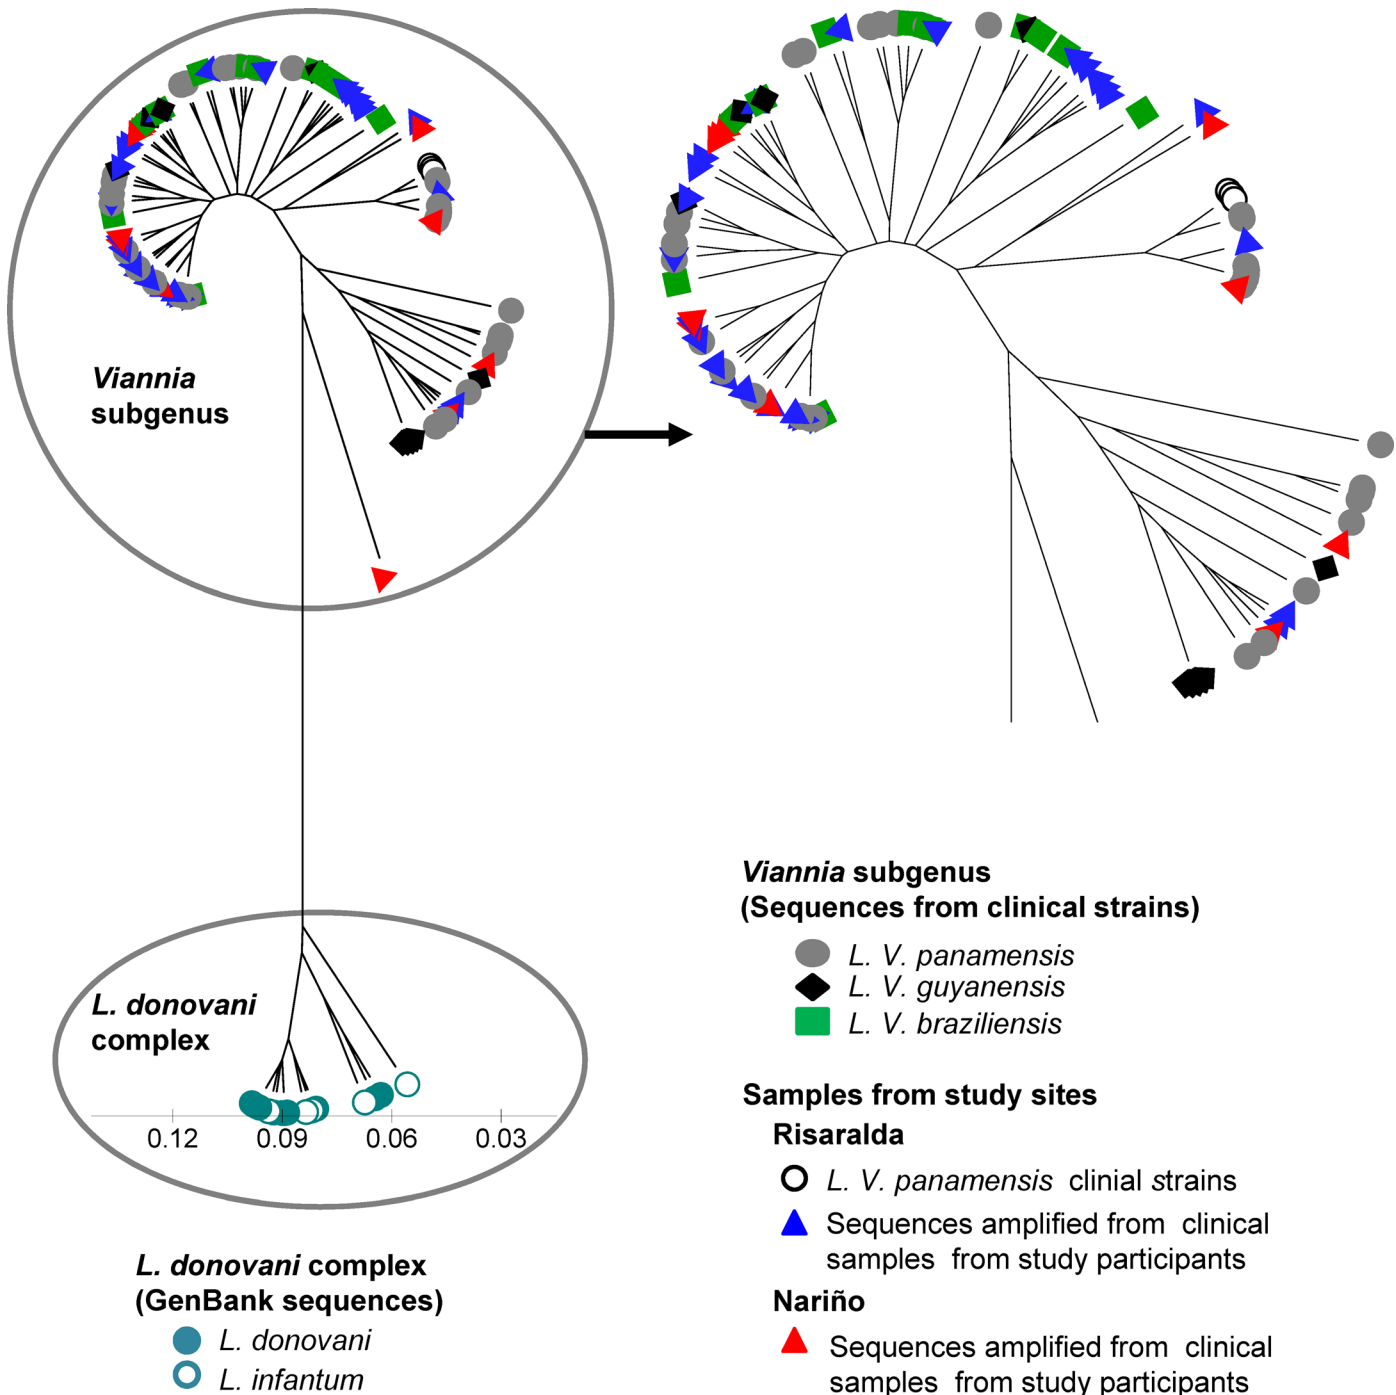 Viannia
subgenus
L. donovani
complex
0.12 0.09 0.06 0.03
L. donovani complex
(GenBank sequences)
L. donovani
L. infantum
Viannia subgenus
(Sequences from clinical strains)
L. V. panamensis
L. V. guyanensis
L. V. braziliensis
Samples from study sites
Risaralda
L. V. panamensis clinial strains
Sequences amplified from clinical
samples from study participants
Nariño
Sequences amplified from clinical
samples from study participants